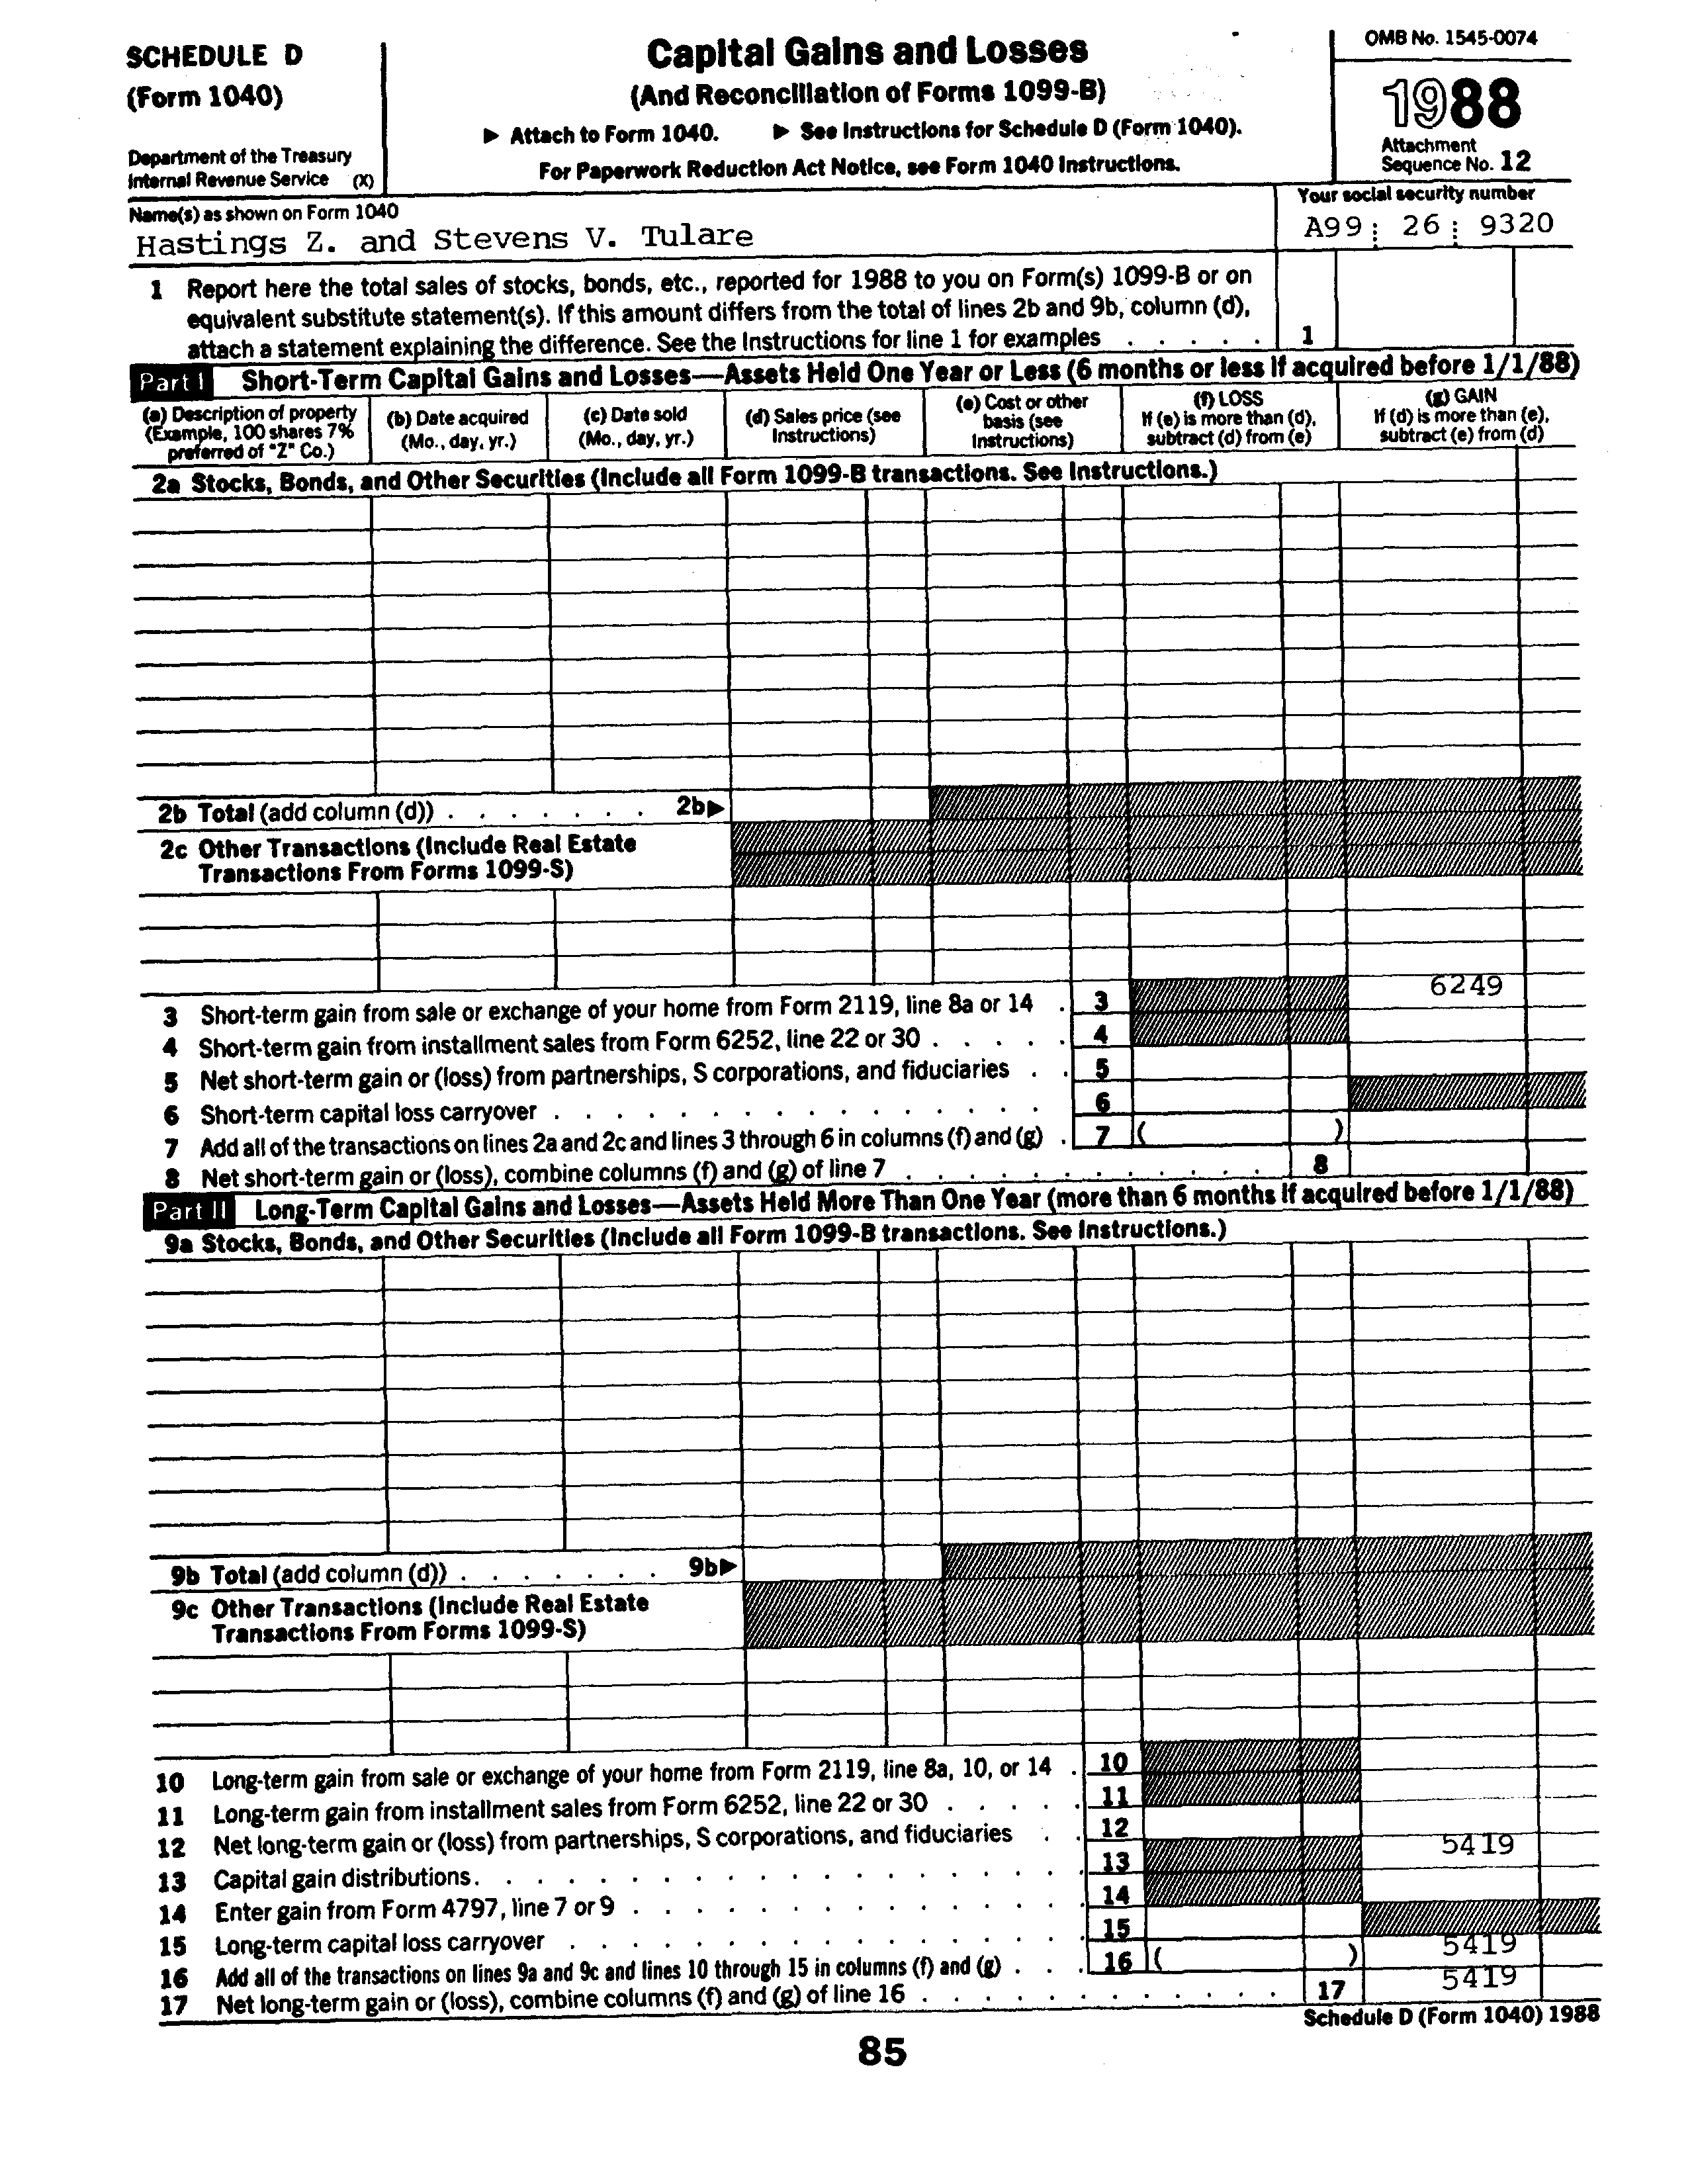 SCHEDULE D
(Form 1040)
Department of the Treasury
Internal Revenue Service (X)
Capital Gains and Losses
(And Reconciliation of Forms 1099-B)
▶ Attach to Form 1040. ▶ See Instructions for Schedule D (Form 1040).
For Paperwork Reduction Act Notice, see Form 1040 Instructions.
OMB No. 1545-0074
1988
Attachment
Sequence No. 12
Name(s) as shown on Form 1040
Hastings Z. and Stevens V. Tulare
Your social security number
A99 : 26 : 9320
1 Report here the total sales of stocks, bonds, etc., reported for 1988 to you on Form(s) 1099-B or on
equivalent substitute statement(s). If this amount differs from the total of lines 2b and 9b, column (d),
attach a statement explaining the difference. See the Instructions for line 1 for examples . . . . . 1
Part I Short-Term Capital Gains and Losses—Assets Held One Year or Less (6 months or less if acquired before 1/1/88)
(a) Description of property
(Example, 100 shares 7%
preferred of "Z" Co.)
(b) Date acquired
(Mo., day, yr.)
(c) Date sold
(Mo., day, yr.)
(d) Sales price (see
Instructions)
(e) Cost or other
basis (see
Instructions)
(f) LOSS
If (e) is more than (d),
subtract (d) from (e)
(g) GAIN
If (d) is more than (e),
subtract (e) from (d)
2a Stocks, Bonds, and Other Securities (Include all Form 1099-B transactions. See Instructions.)
2b Total (add column (d)) . . . . . . . 2b▶
2c Other Transactions (Include Real Estate
Transactions From Forms 1099-S)
3 Short-term gain from sale or exchange of your home from Form 2119, line 8a or 14 . 3 6249
4 Short-term gain from installment sales from Form 6252, line 22 or 30 . . . . . 4
5 Net short-term gain or (loss) from partnerships, S corporations, and fiduciaries . . 5
6 Short-term capital loss carryover . . . . . . . . . . . . . . . . 6
7 Add all of the transactions on lines 2a and 2c and lines 3 through 6 in columns (f) and (g) . 7 ( )
8 Net short-term gain or (loss), combine columns (f) and (g) of line 7 . . . . . . . . . . . . 8
Part II Long-Term Capital Gains and Losses—Assets Held More Than One Year (more than 6 months if acquired before 1/1/88)
9a Stocks, Bonds, and Other Securities (Include all Form 1099-B transactions. See Instructions.)
9b Total (add column (d)) . . . . . . . 9b▶
9c Other Transactions (Include Real Estate
Transactions From Forms 1099-S)
10 Long-term gain from sale or exchange of your home from Form 2119, line 8a, 10, or 14 . 10
11 Long-term gain from installment sales from Form 6252, line 22 or 30 . . . . . 11
12 Net long-term gain or (loss) from partnerships, S corporations, and fiduciaries . . 12
13 Capital gain distributions . . . . . . . . . . . . . . . . . . . 13 5419
14 Enter gain from Form 4797, line 7 or 9 . . . . . . . . . . . . . . 14
15 Long-term capital loss carryover . . . . . . . . . . . . . . . . 15
16 Add all of the transactions on lines 9a and 9c and lines 10 through 15 in columns (f) and (g) . . . 16 ( ) 5419
17 Net long-term gain or (loss), combine columns (f) and (g) of line 16 . . . . . . . . . . . . 17 5419
Schedule D (Form 1040) 1988
85